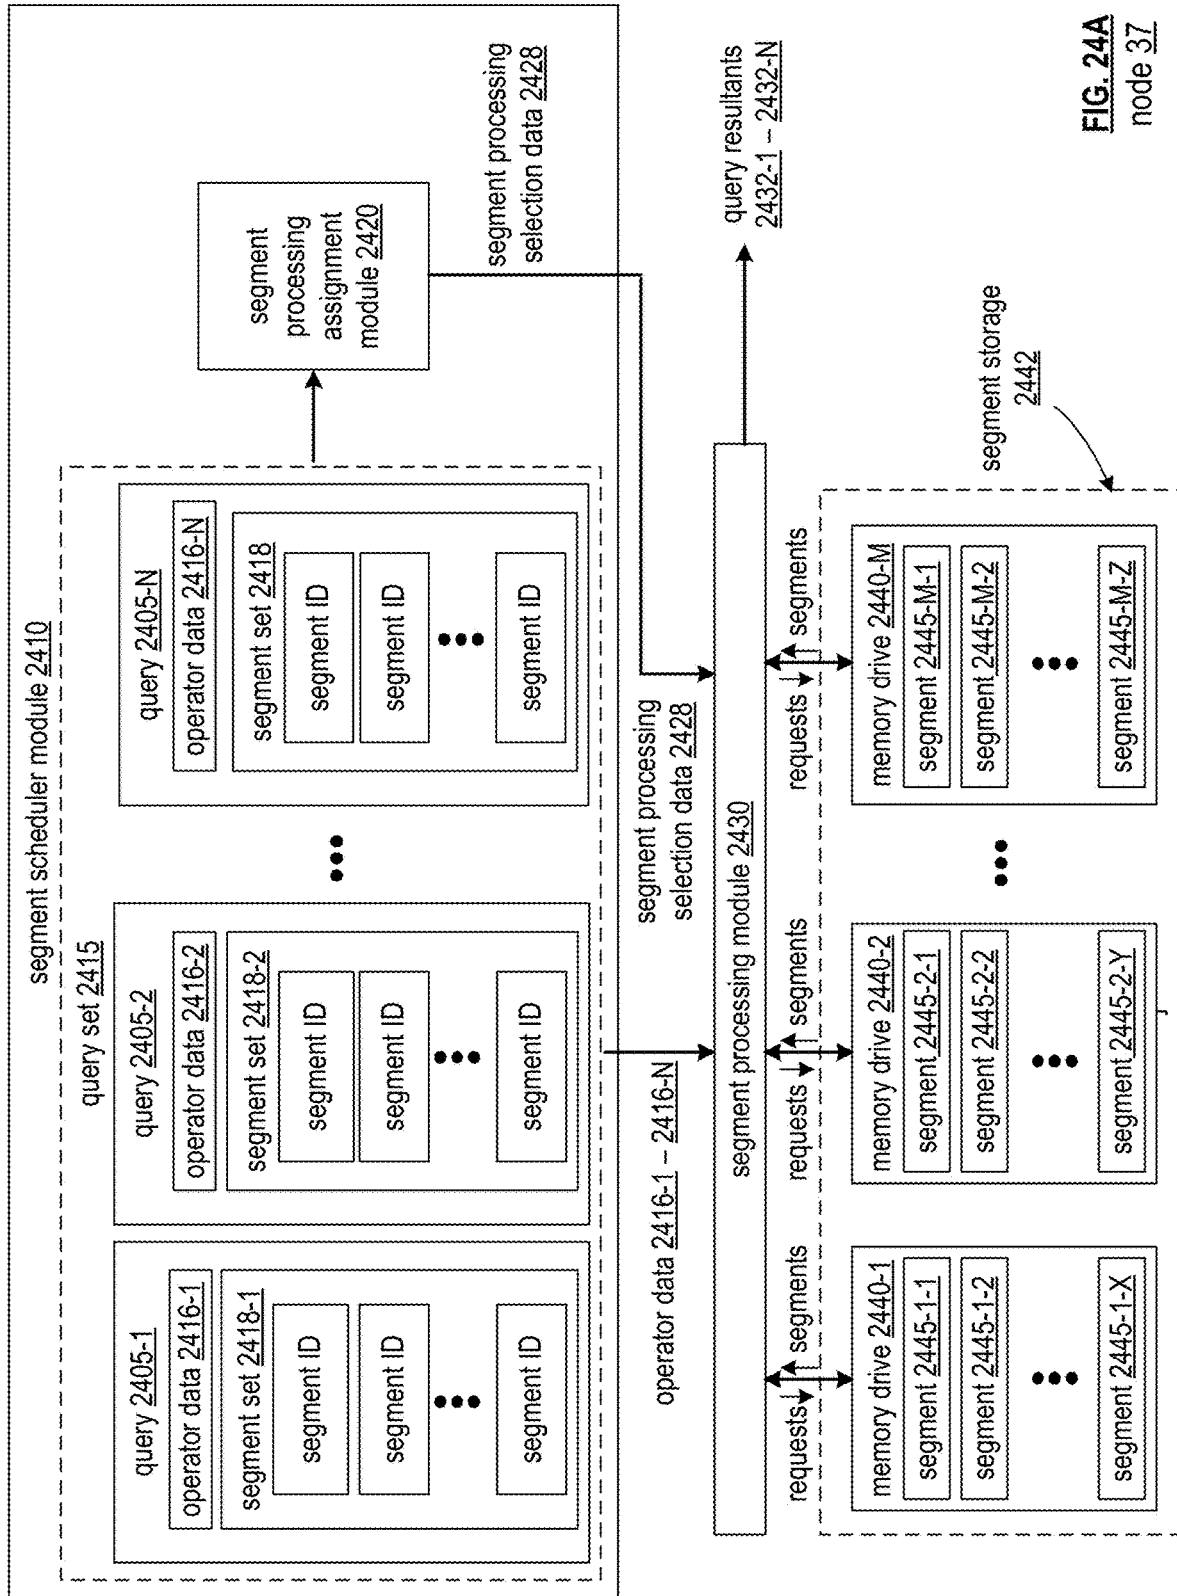 segment scheduler module 2410
query set 2415
query 2405-1
operator data 2416-1
segment set 2418-1
segment ID
segment ID
segment ID
query 2405-2
operator data 2416-2
segment set 2418-2
segment ID
segment ID
segment ID
query 2405-N
operator data 2416-N
segment set 2418
segment ID
segment ID
segment ID
segment
processing
assignment
module 2420
segment processing
selection data 2428
operator data 2416-1 – 2416-N
segment processing
selection data 2428
segment processing module 2430
query resultants
2432-1 – 2432-N
requests
segments
requests
segments
requests
segments
memory drive 2440-1
segment 2445-1-1
segment 2445-1-2
segment 2445-1-X
memory drive 2440-2
segment 2445-2-1
segment 2445-2-2
segment 2445-2-Y
memory drive 2440-M
segment 2445-M-1
segment 2445-M-2
segment 2445-M-Z
segment storage
2442
FIG. 24A
node 37